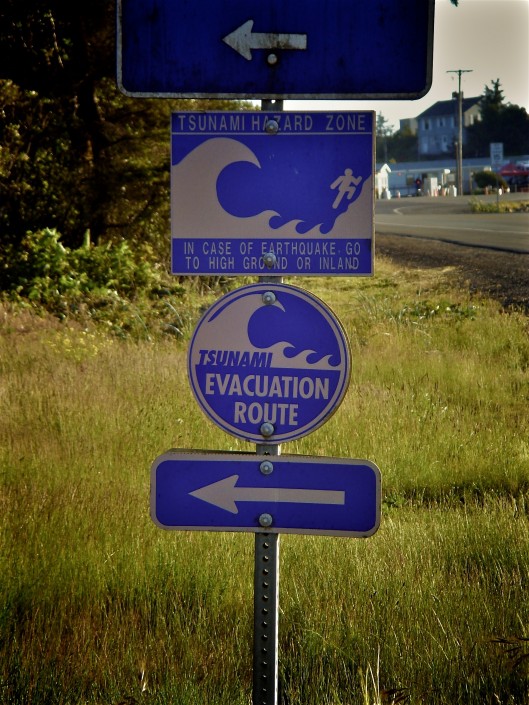 TSUNAMI HAZARD ZONE
IN CASE OF EARTHQUAKE, GO
TO HIGH GROUND OR INLAND
TSUNAMI
EVACUATION
ROUTE